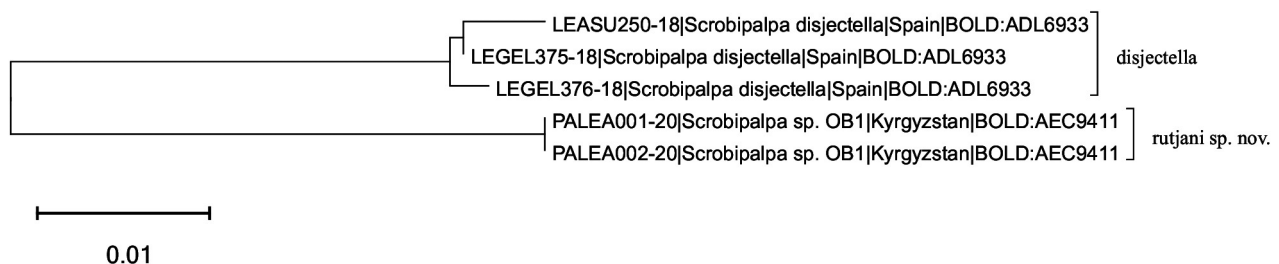 LEASU250-18|Scrobipalpa disjectella|Spain|BOLD:ADL6933
LEGEL375-18|Scrobipalpa disjectella|Spain|BOLD:ADL6933
disjectella
LEGEL376-18|Scrobipalpa disjectella|Spain|BOLD:ADL6933
PALEA001-20|Scrobipalpa sp. OB1|Kyrgyzstan|BOLD:AEC9411
rutjani sp. nov.
PALEA002-20|Scrobipalpa sp. OB1|Kyrgyzstan|BOLD:AEC9411
0.01